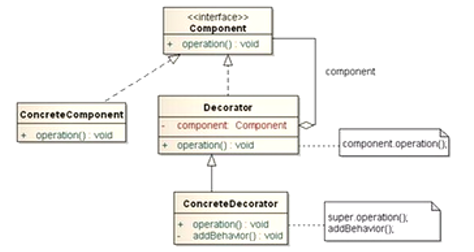 <<interface>>
Component
+ operation() : void
component
ConcreteComponent
+ operation() : void
Decorator
- component: Component
+ operation() : void
component.operation();
ConcreteDecorator
+ operation() : void
- addBehavior() : void
super.operation();
addBehavior();